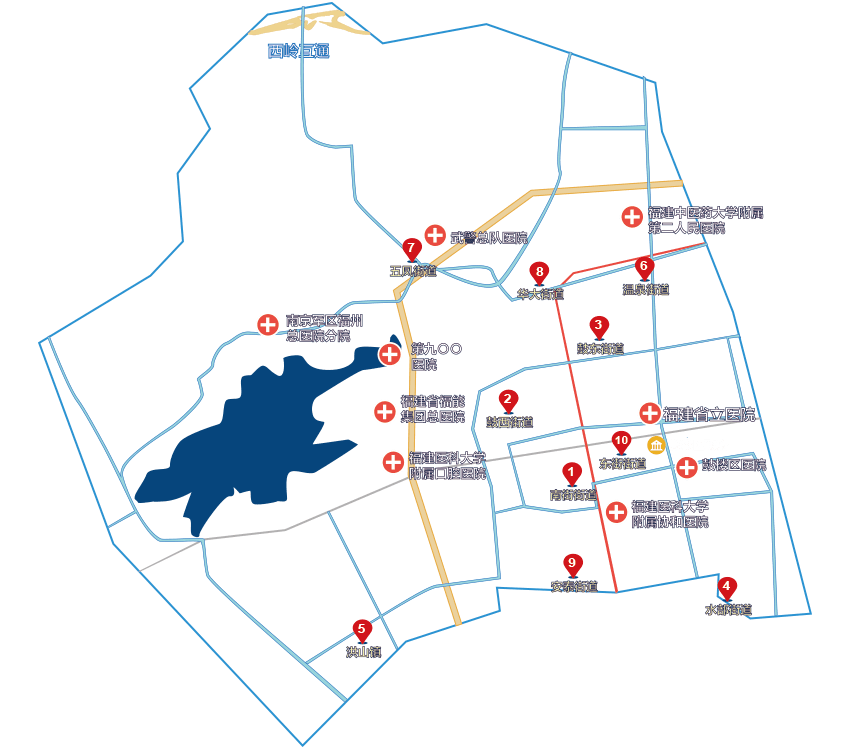 西岭互通
福建中医药大学附属
第二人民医院
武警总队医院
7
五凤街道
8
华大街道
6
温泉街道
南京军区福州
总医院分院
3
鼓东街道
第九〇〇
医院
福建省福能
集团总医院
2
鼓西街道
福建省立医院
10
东街街道
福建医科大学
附属口腔医院
鼓楼区医院
1
南街街道
福建医科大学
附属协和医院
9
安泰街道
4
水部街道
5
洪山镇